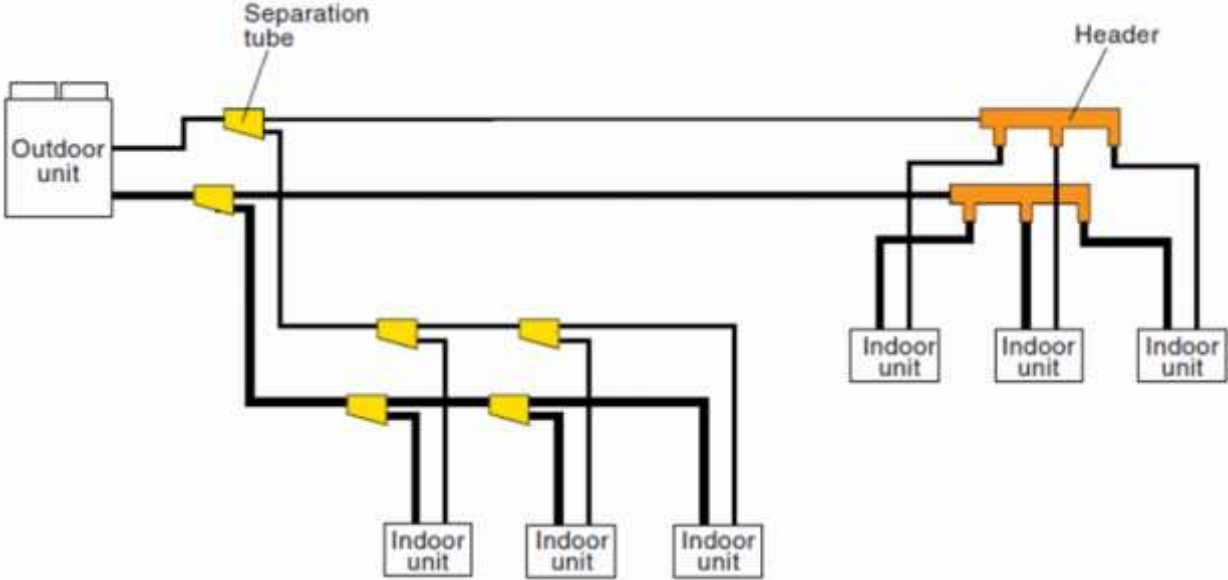 Separation
tube
Header
Outdoor
unit
Indoor
unit
Indoor
unit
Indoor
unit
Indoor
unit
Indoor
unit
Indoor
unit